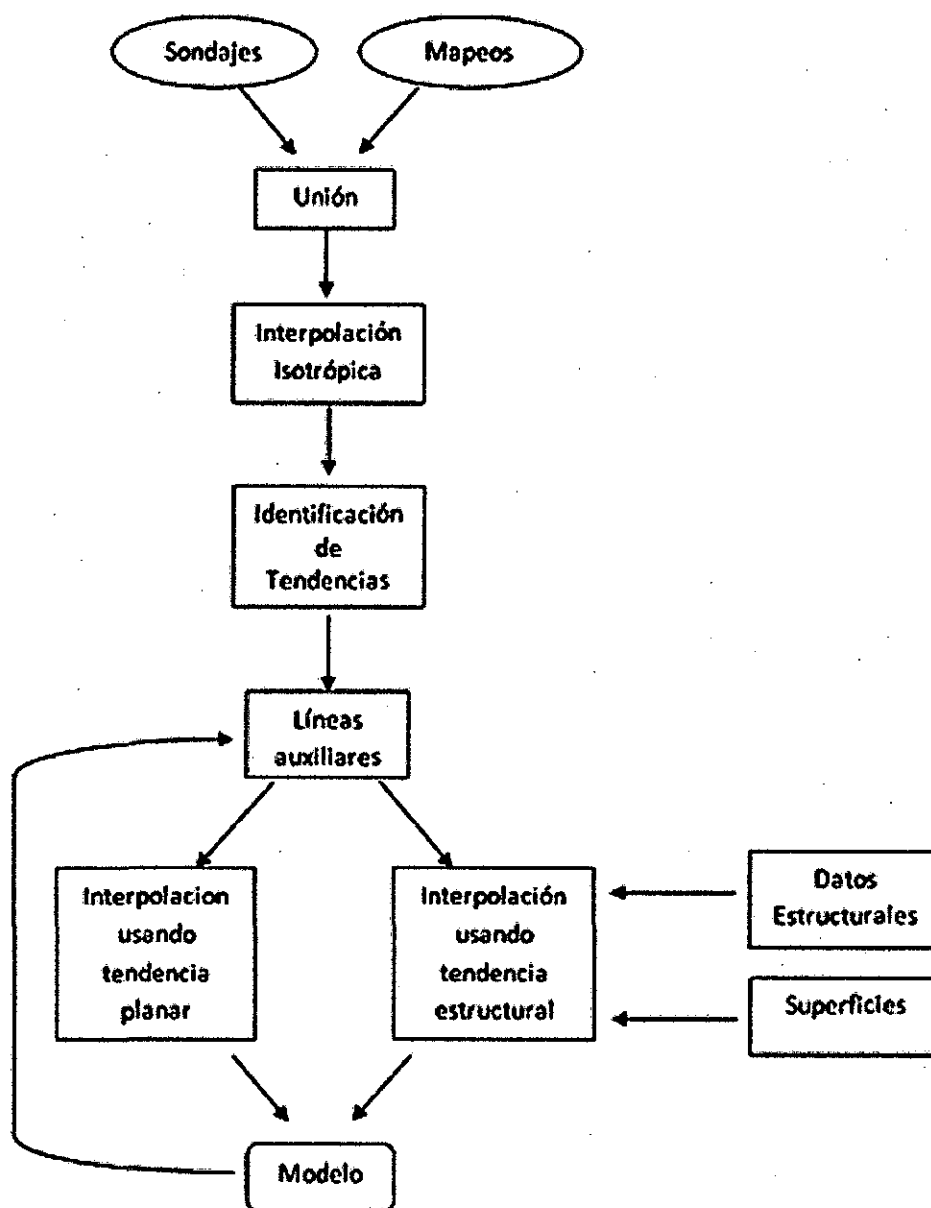 Sondajes
Mapeos
Unión
Interpolación
Isotrópica
Identificación
de
Tendencias
Líneas
auxiliares
Interpolacion
usando
tendencia
planar
Interpolación
usando
tendencia
estructural
Datos
Estructurales
Superficies
Modelo